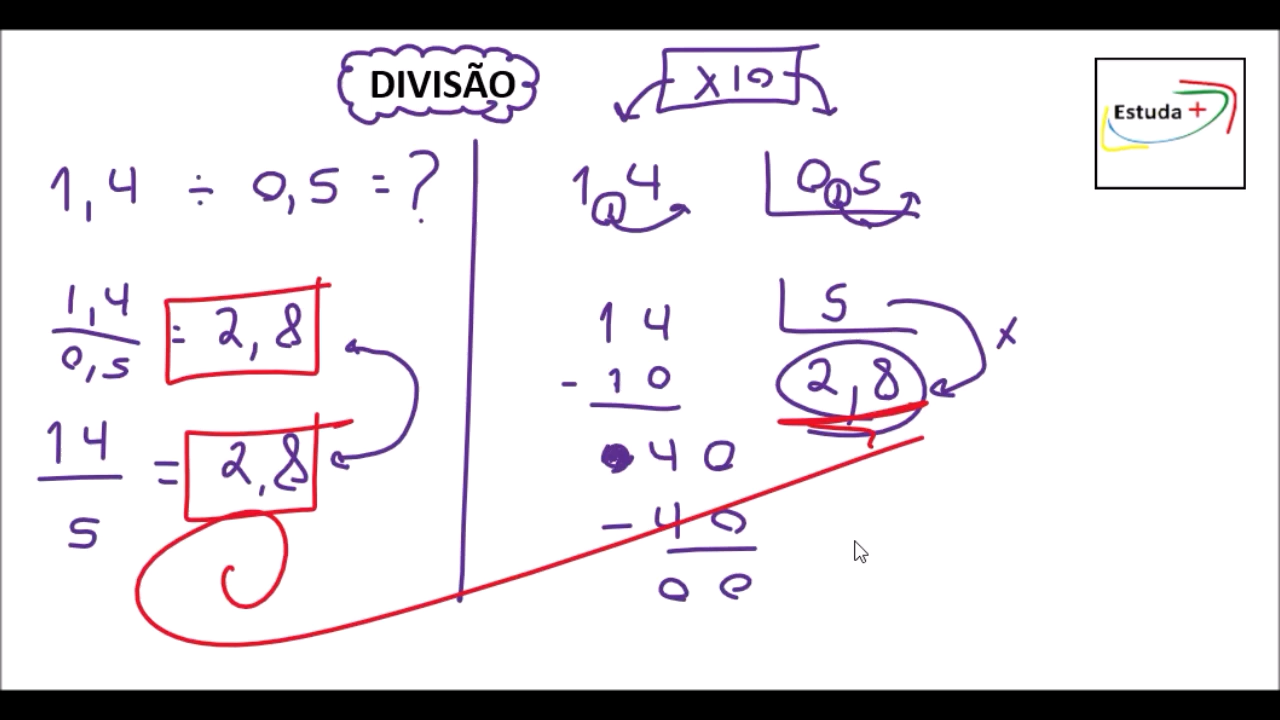 DIVISÃO
x10
Estuda +
1,4 ÷ 0,5 = ?
1,4
0,5
= 2,8
14
5
= 2,8
1,4 0,5
14 5
- 10 2,8
x
40
- 40
00